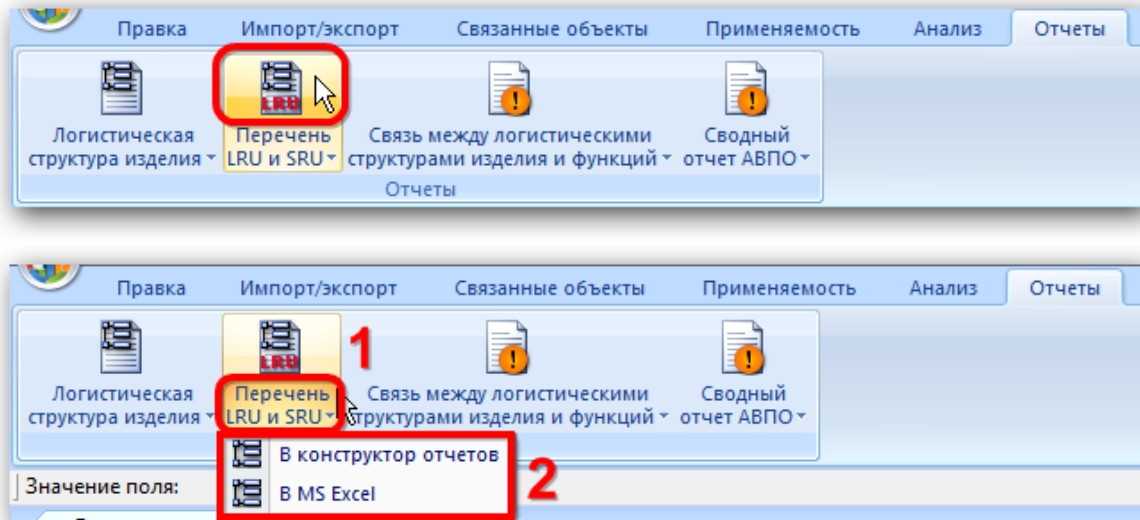 Правка Импорт/экспорт Связанные объекты Применяемость Анализ Отчеты
LRU
Логистическая Перечень Связь между логистическими Сводный
структура изделия LRU и SRU структурами изделия и функций отчет АВПО
Отчеты
Правка Импорт/экспорт Связанные объекты Применяемость Анализ Отчеты
LRU 1
Логистическая Перечень Связь между логистическими Сводный
структура изделия LRU и SRU структурами изделия и функций отчет АВПО
В конструктор отчетов
2
Значение поля: В MS Excel